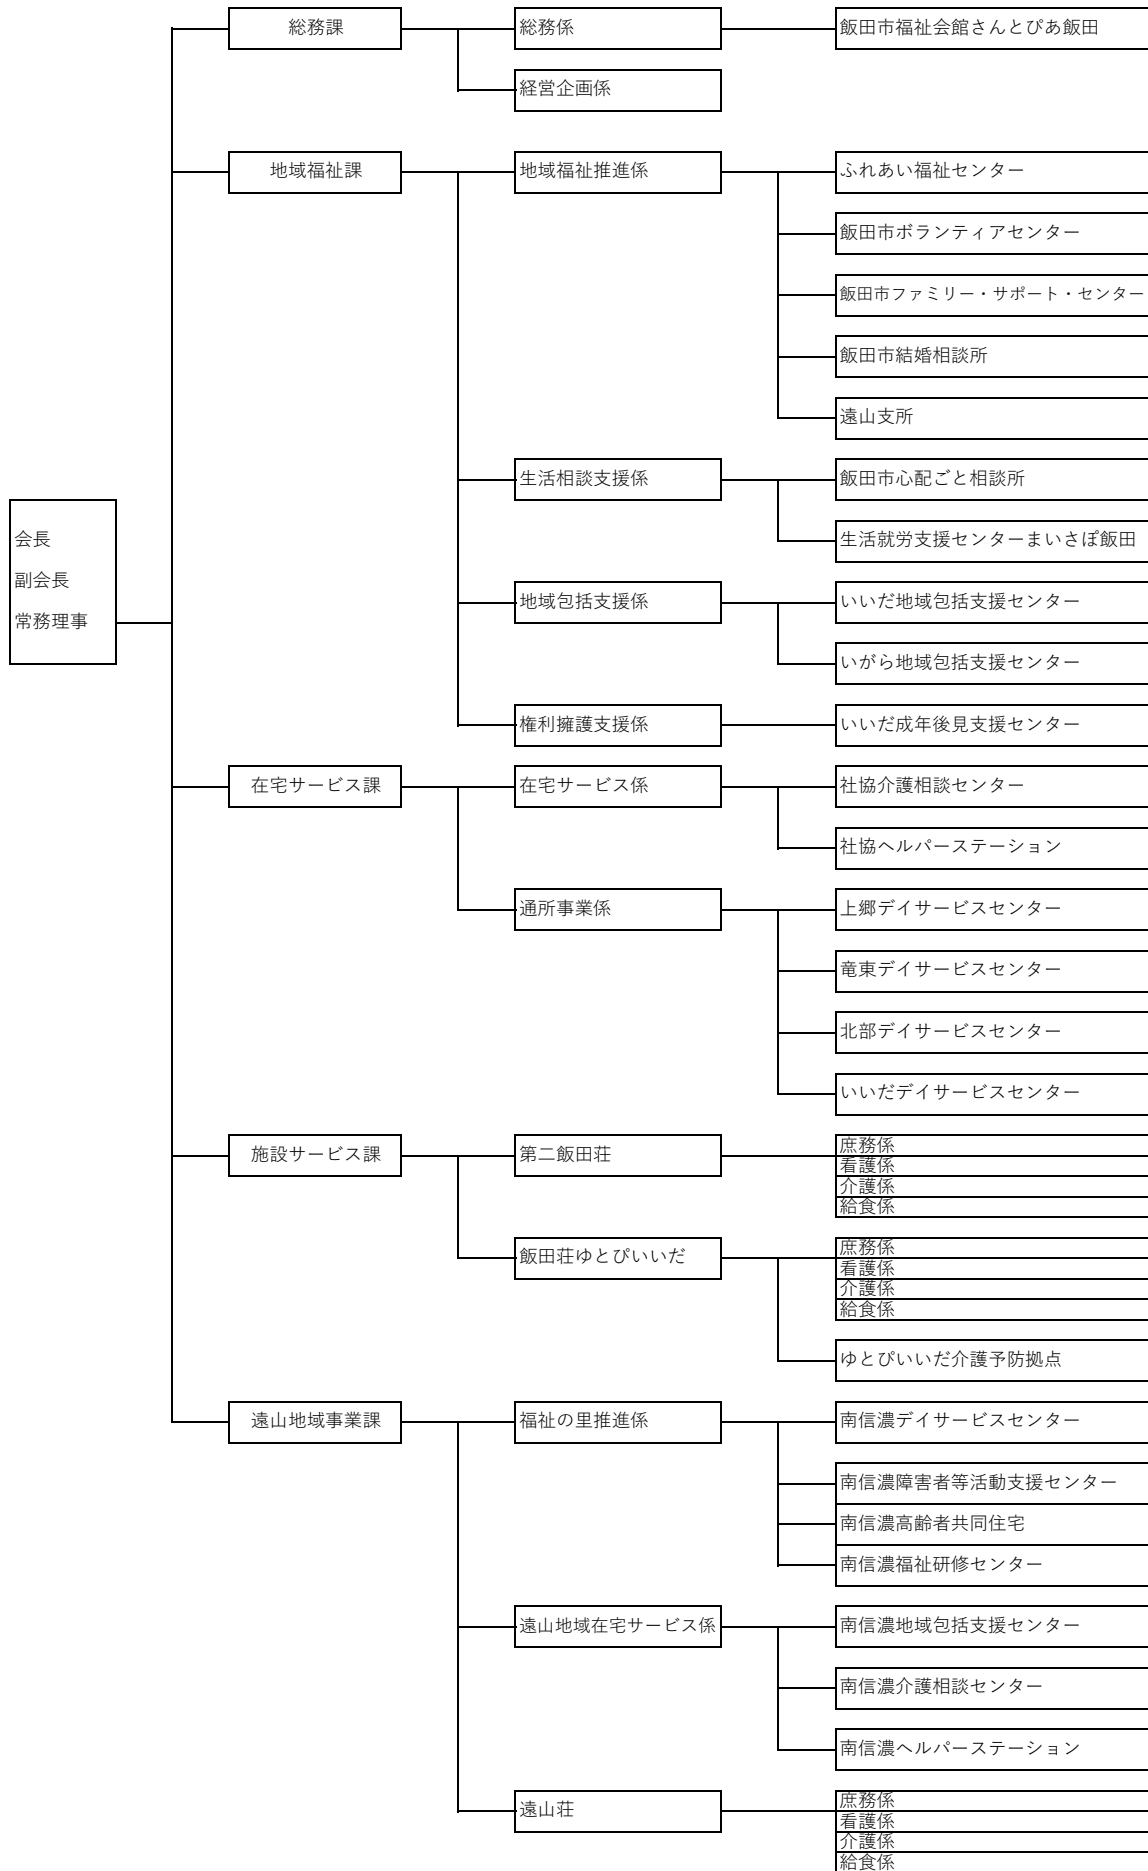 会長
副会長
常務理事
総務課
総務係
飯田市福祉会館さんとぴあ飯田
経営企画係
地域福祉課
地域福祉推進係
ふれあい福祉センター
飯田市ボランティアセンター
飯田市ファミリー・サポート・センター
飯田市結婚相談所
遠山支所
生活相談支援係
飯田市心配ごと相談所
生活就労支援センターまいさぽ飯田
地域包括支援係
いいだ地域包括支援センター
いがら地域包括支援センター
権利擁護支援係
いいだ成年後見支援センター
在宅サービス課
在宅サービス係
社協介護相談センター
社協ヘルパーステーション
通所事業係
上郷デイサービスセンター
竜東デイサービスセンター
北部デイサービスセンター
いいだデイサービスセンター
施設サービス課
第二飯田荘
庶務係
看護係
介護係
給食係
飯田荘ゆとぴいいだ
庶務係
看護係
介護係
給食係
ゆとぴいいだ介護予防拠点
遠山地域事業課
福祉の里推進係
南信濃デイサービスセンター
南信濃障害者等活動支援センター
南信濃高齢者共同住宅
南信濃福祉研修センター
遠山地域在宅サービス係
南信濃地域包括支援センター
南信濃介護相談センター
南信濃ヘルパーステーション
遠山荘
庶務係
看護係
介護係
給食係